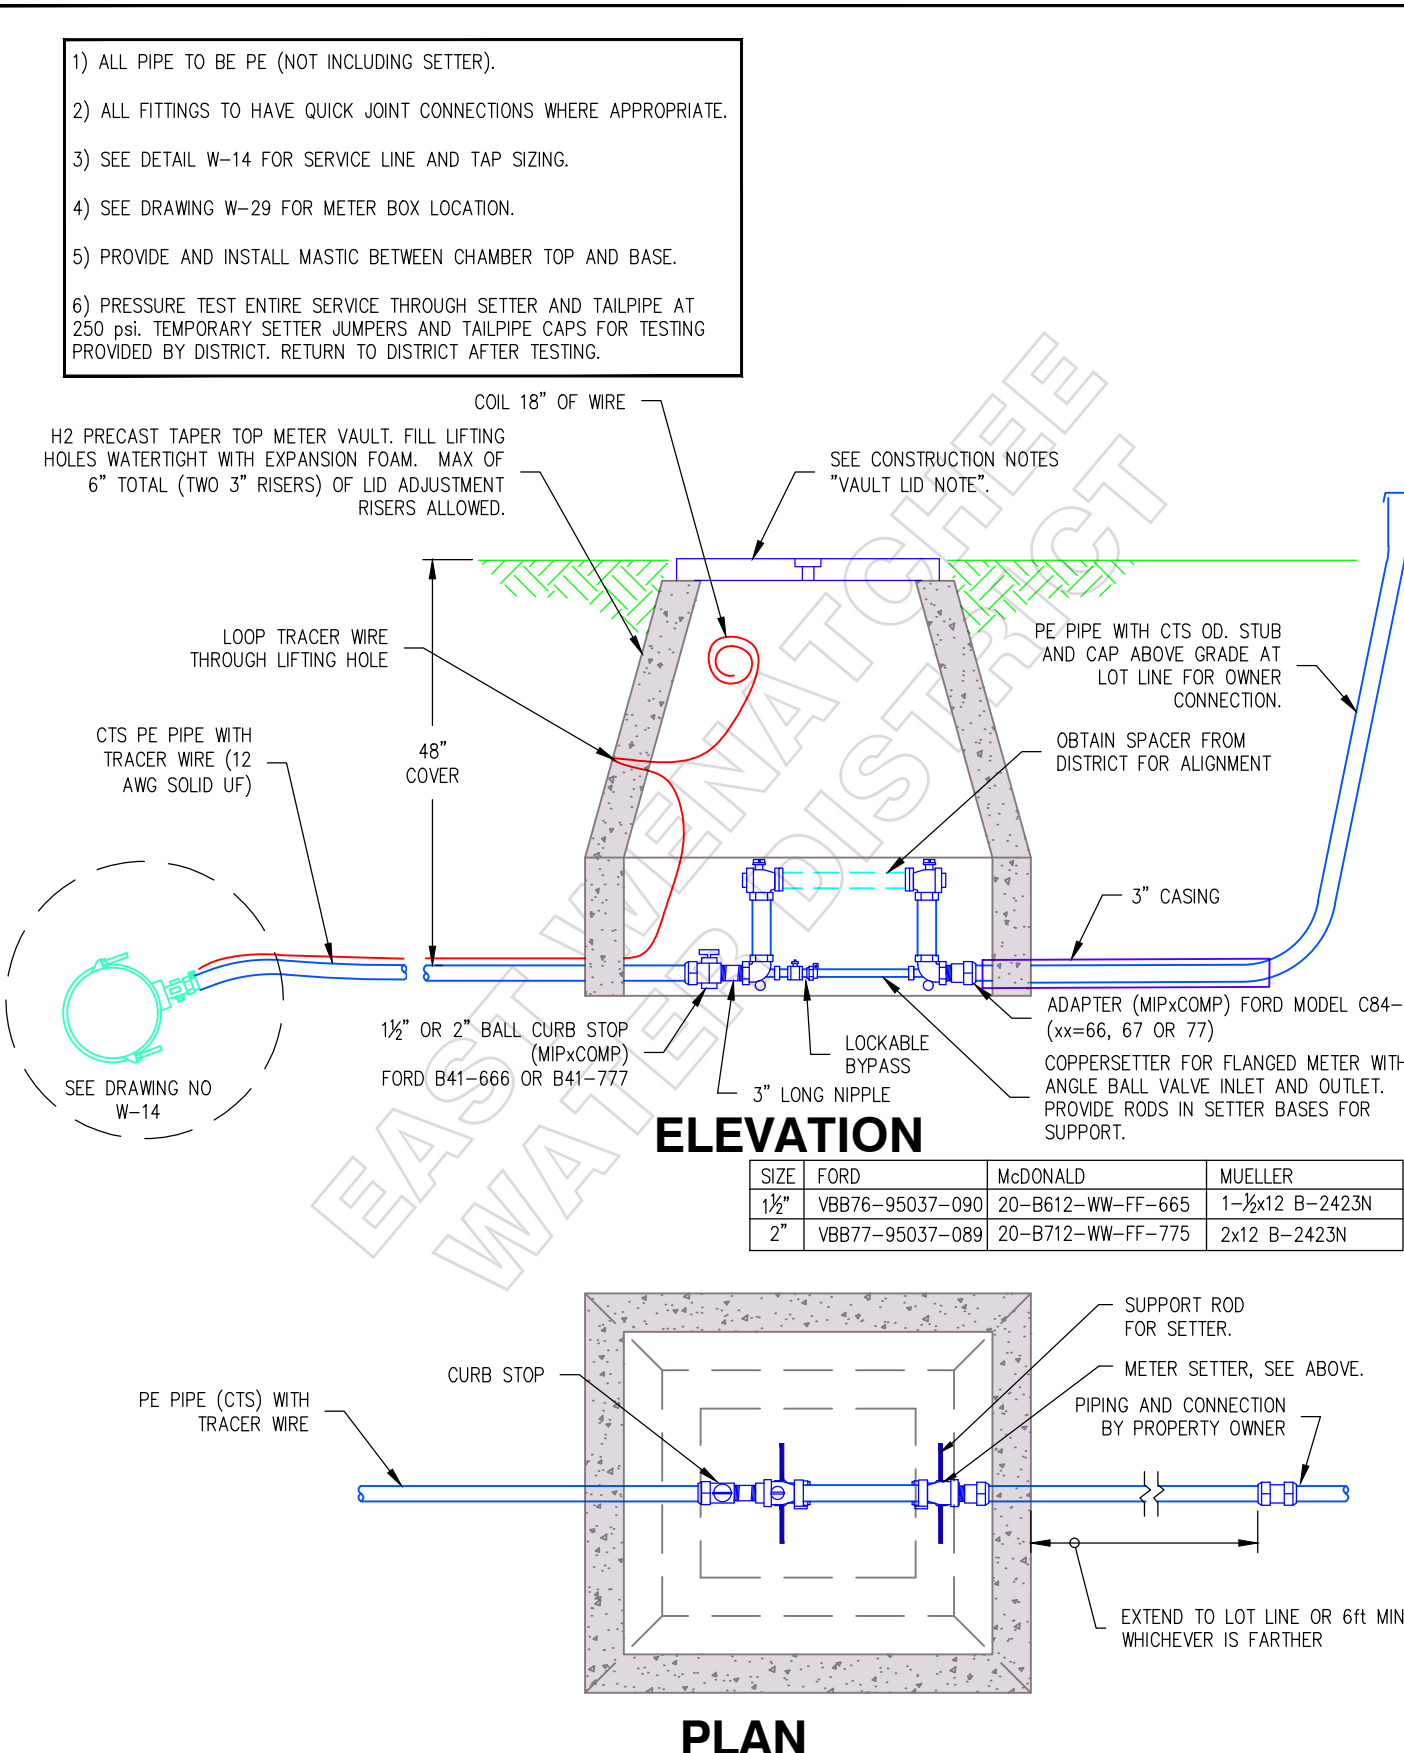 1) ALL PIPE TO BE PE (NOT INCLUDING SETTER).
2) ALL FITTINGS TO HAVE QUICK JOINT CONNECTIONS WHERE APPROPRIATE.
3) SEE DETAIL W-14 FOR SERVICE LINE AND TAP SIZING.
4) SEE DRAWING W-29 FOR METER BOX LOCATION.
5) PROVIDE AND INSTALL MASTIC BETWEEN CHAMBER TOP AND BASE.
6) PRESSURE TEST ENTIRE SERVICE THROUGH SETTER AND TAILPIPE AT
250 psi. TEMPORARY SETTER JUMPERS AND TAILPIPE CAPS FOR TESTING
PROVIDED BY DISTRICT. RETURN TO DISTRICT AFTER TESTING.
COIL 18" OF WIRE
H2 PRECAST TAPER TOP METER VAULT. FILL LIFTING
HOLES WATERTIGHT WITH EXPANSION FOAM. MAX OF
6" TOTAL (TWO 3" RISERS) OF LID ADJUSTMENT
RISERS ALLOWED.
SEE CONSTRUCTION NOTES
"VAULT LID NOTE".
LOOP TRACER WIRE
THROUGH LIFTING HOLE
PE PIPE WITH CTS OD. STUB
AND CAP ABOVE GRADE AT
LOT LINE FOR OWNER
CONNECTION.
CTS PE PIPE WITH
TRACER WIRE (12
AWG SOLID UF)
48"
COVER
OBTAIN SPACER FROM
DISTRICT FOR ALIGNMENT
3" CASING
EAST WENATCHEE
WATER DISTRICT
SEE DRAWING NO
W-14
1½" OR 2" BALL CURB STOP
(MIPxCOMP)
FORD B41-666 OR B41-777
LOCKABLE
BYPASS
3" LONG NIPPLE
ADAPTER (MIPxCOMP) FORD MODEL C84-
(xx=66, 67 OR 77)
COPPERSETTER FOR FLANGED METER WITH
ANGLE BALL VALVE INLET AND OUTLET.
PROVIDE RODS IN SETTER BASES FOR
SUPPORT.
ELEVATION
SIZE FORD McDONALD MUELLER
1½" VBB76-95037-090 20-B612-WW-FF-665 1-½x12 B-2423N
2" VBB77-95037-089 20-B712-WW-FF-775 2x12 B-2423N
SUPPORT ROD
FOR SETTER.
CURB STOP
METER SETTER, SEE ABOVE.
PE PIPE (CTS) WITH
TRACER WIRE
PIPING AND CONNECTION
BY PROPERTY OWNER
EXTEND TO LOT LINE OR 6ft MIN
WHICHEVER IS FARTHER
PLAN